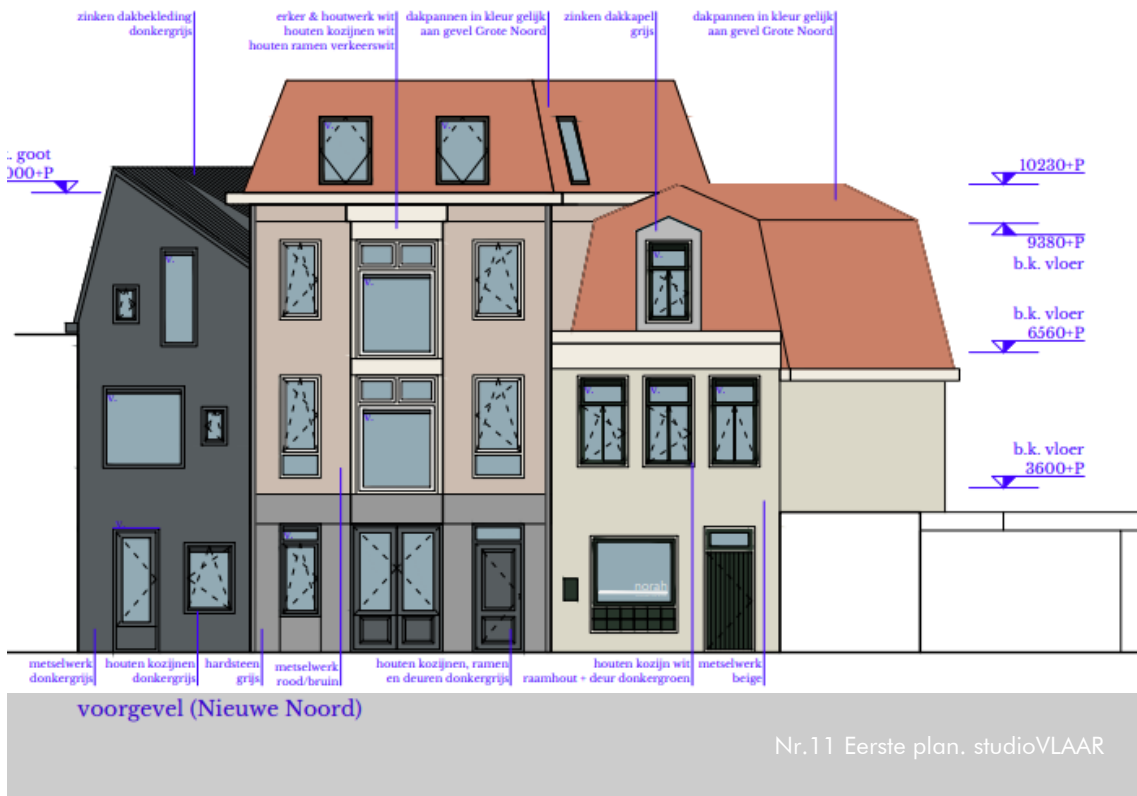 zinken dakbekleding
donkergrijs
erker & houtwerk wit
houten kozijnen wit
houten ramen verkeerswit
dakpannen in kleur gelijk
aan gevel Grote Noord
zinken dakkapel
grijs
dakpannen in kleur gelijk
aan gevel Grote Noord
k. goot
000+P
10230+P
9380+P
b.k. vloer
b.k. vloer
6560+P
b.k. vloer
3600+P
v.
v.
v.
v.
v.
v.
v.
v.
v.
v.
v.
v.
norah
metselwerk
donkergrijs
houten kozijnen
donkergrijs
hardsteen
grijs
metselwerk
rood/bruin
houten kozijnen, ramen
en deuren donkergrijs
houten kozijn wit
raamhout + deur donkergroen
metselwerk
beige
voorgevel (Nieuwe Noord)
Nr.11 Eerste plan. studioVLAAR